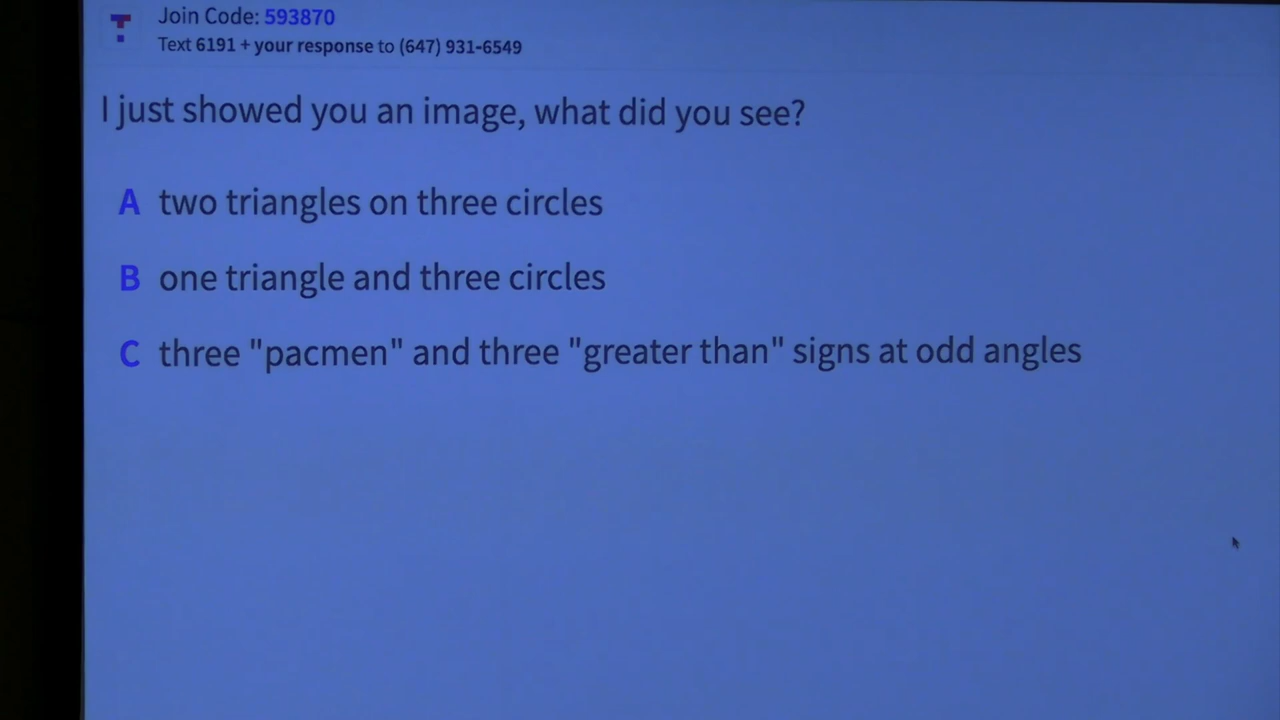 Join Code: 593870
Text 6191 + your response to (647) 931-6549
I just showed you an image, what did you see?
A two triangles on three circles
B one triangle and three circles
C three "pacmen" and three "greater than" signs at odd angles